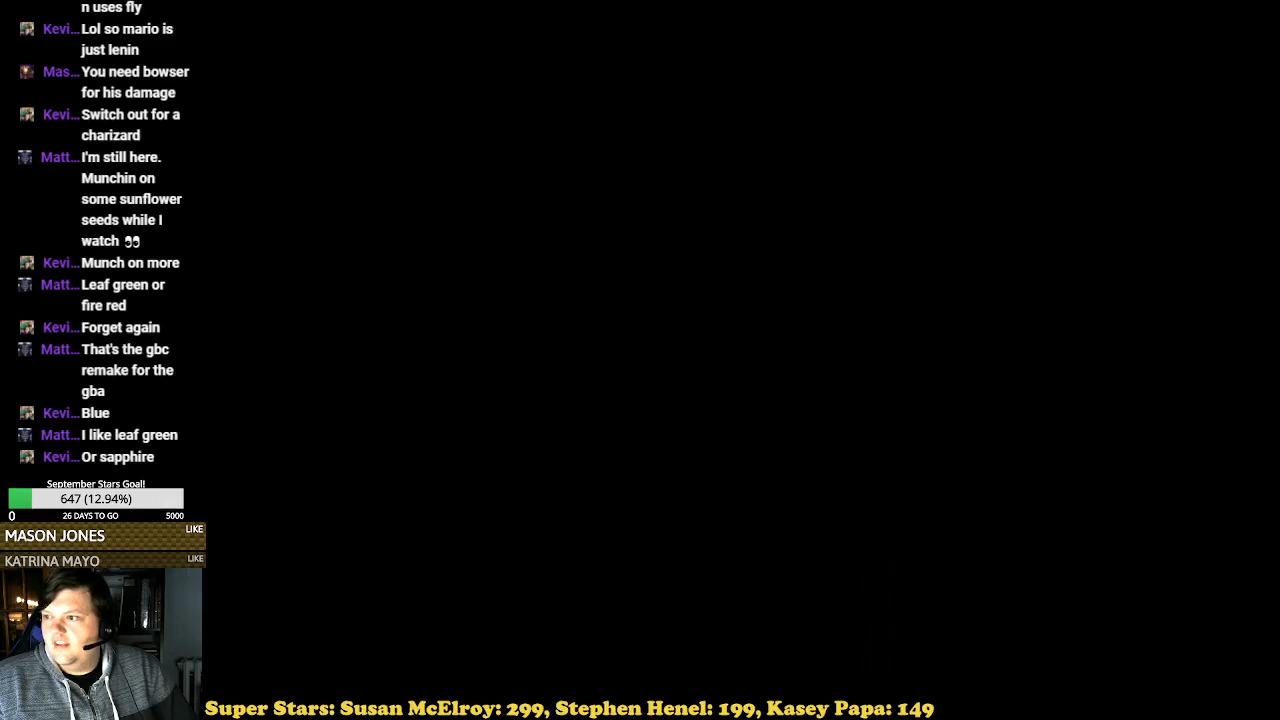 n uses fly
Kevi... Lol so mario is
just lenin
Mas... You need bowser
for his damage
Kevi... Switch out for a
charizard
Matt... I'm still here.
Munchin on
some sunflower
seeds while I
watch 👀
Kevi... Munch on more
Matt... Leaf green or
fire red
Kevi... Forget again
Matt... That's the gbc
remake for the
gba
Kevi... Blue
Matt... I like leaf green
Kevi... Or sapphire
September Stars Goal!
647 (12.94%)
0 26 DAYS TO GO 5000
MASON JONES LIKE
KATRINA MAYO LIKE
Super Stars: Susan McElroy: 299, Stephen Henel: 199, Kasey Papa: 149